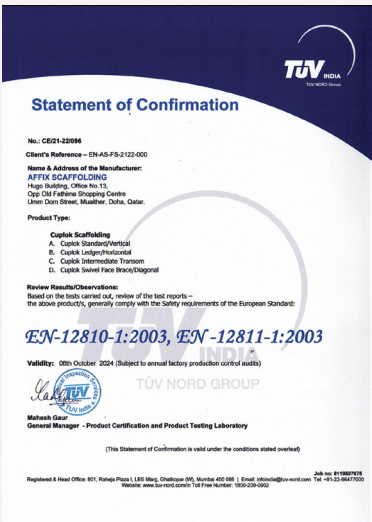 TÜV INDIA
TUV NORD Group
Statement of Confirmation
No.: CE/21-22/096
Client's Reference – EN-AS-FS-2122-000
Name & Address of the Manufacturer:
AFFIX SCAFFOLDING
Hugo Building, Office No.13,
Opp Old Fathima Shopping Centre
Umm Dom Street, Muaither, Doha, Qatar.
Product Type:
Cuplok Scaffolding
A. Cuplok Standard/Vertical
B. Cuplok Ledger/Horizontal
C. Cuplok Intermediate Transom
D. Cuplok Swivel Face Brace/Diagonal
Review Results/Observations:
Based on the tests carried out, review of the test reports –
the above product/s, generally comply with the Safety requirements of the European Standard:
EN-12810-1:2003, EN -12811-1:2003
TÜV INDIA
Validity: 08th October 2024 (Subject to annual factory production control audits)
TÜV NORD GROUP
TUV India
Mahesh Gaur
General Manager - Product Certification and Product Testing Laboratory
(This Statement of Confirmation is valid under the conditions stated overleaf)
Job no: 8119597676
Registered & Head Office: 801, Raheja Plaza I, LBS Marg, Ghatkopar (W), Mumbai 400 086 | Email: infoindia@tuv-nord.com Tel: +91-22-66477000
Website: www.tuv-nord.com/in Toll Free Number: 1800-209-0902